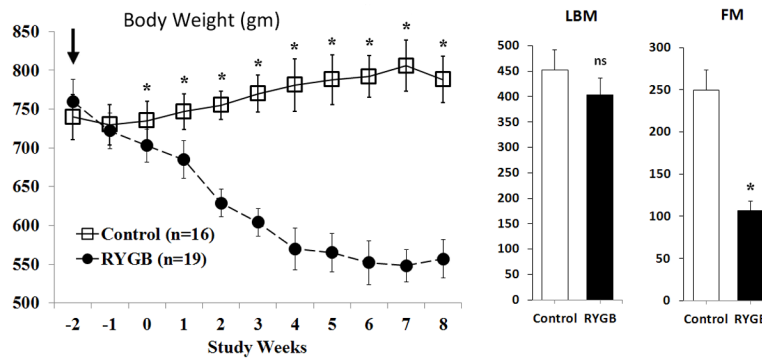 Body Weight (gm)
850
800
750
700
650
600
550
500
* * * * * * * * *
Control (n=16)
RYGB (n=19)
-2 -1 0 1 2 3 4 5 6 7 8
Study Weeks
LBM
450
400
350
300
250
200
150
100
50
0
ns
Control RYGB
FM
300
250
200
150
100
50
0
*
Control RYGB